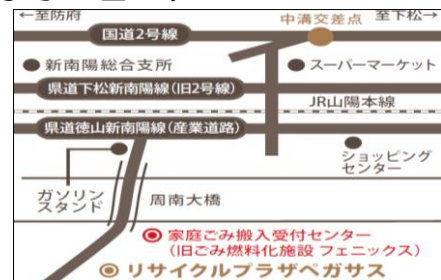 ←至防府
中溝交差点
至下松→
国道2号線
新南陽総合支所
スーパーマーケット
県道下松新南陽線(旧2号線)
JR山陽本線
県道徳山新南陽線(産業道路)
ショッピング
センター
ガソリン
スタンド
周南大橋
家庭ごみ搬入受付センター
(旧ごみ燃料化施設 フェニックス)
リサイクルプラザペガサス